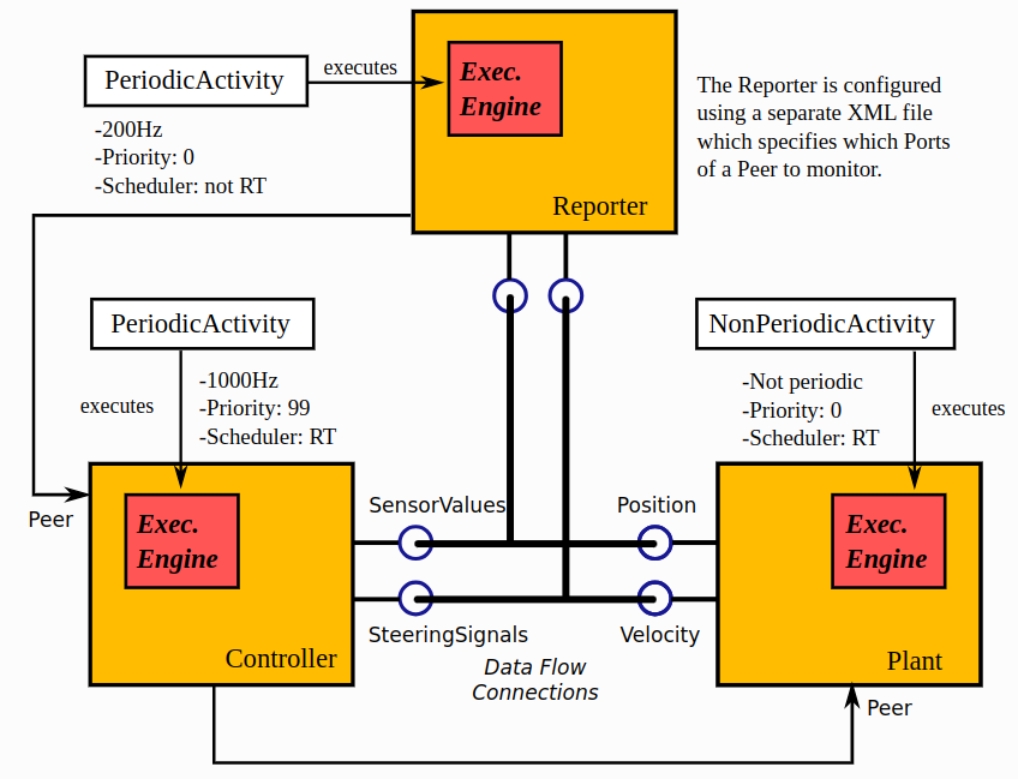 PeriodicActivity
executes
Exec.
Engine
-200Hz
-Priority: 0
-Scheduler: not RT
Reporter
The Reporter is configured
using a separate XML file
which specifies which Ports
of a Peer to monitor.
PeriodicActivity
executes
-1000Hz
-Priority: 99
-Scheduler: RT
NonPeriodicActivity
-Not periodic
-Priority: 0
-Scheduler: RT
executes
Peer
Exec.
Engine
Controller
SensorValues
Position
SteeringSignals
Velocity
Data Flow
Connections
Exec.
Engine
Plant
Peer